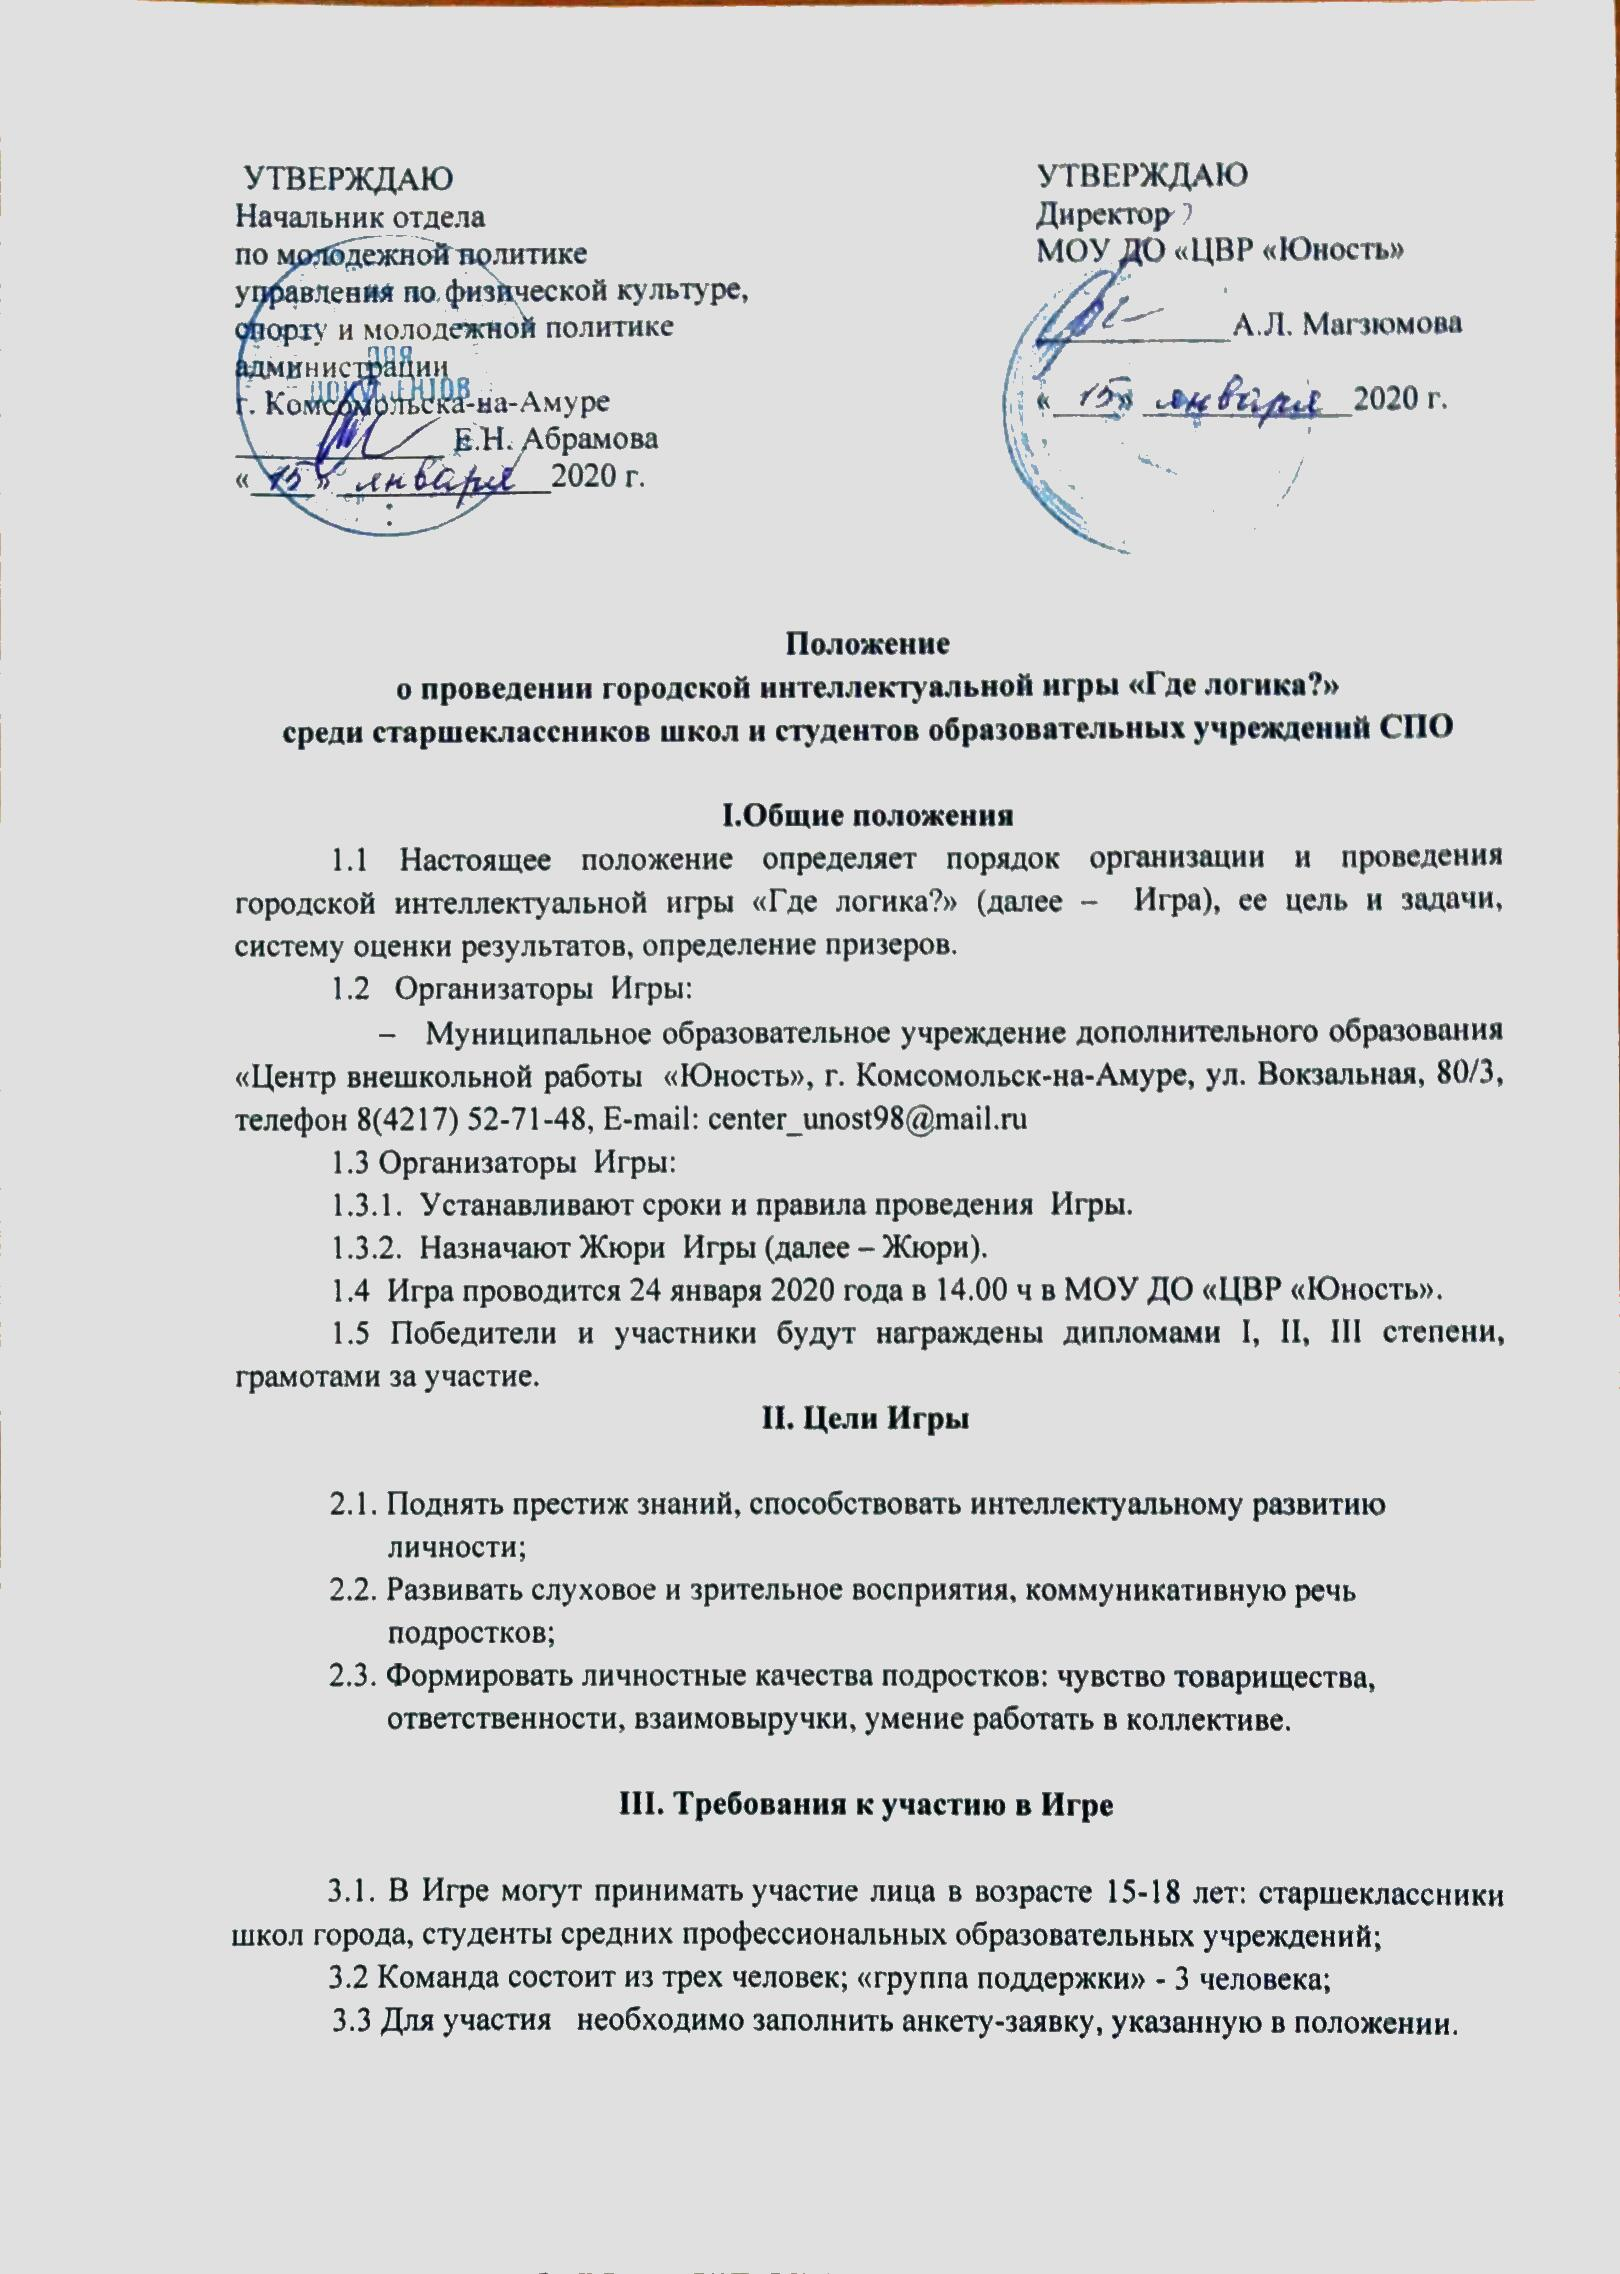 УТВЕРЖДАЮ
Начальник отдела
по молодежной политике
управления по физической культуре,
спорту и молодежной политике
администрации
г. Комсомольска-на-Амуре
____________ Е.Н. Абрамова
«15» января 2020 г.
УТВЕРЖДАЮ
Директор
МОУ ДО «ЦВР «Юность»
____________А.Л. Магзюмова
«15» января 2020 г.
Положение
о проведении городской интеллектуальной игры «Где логика?»
среди старшеклассников школ и студентов образовательных учреждений СПО
I.Общие положения
1.1 Настоящее положение определяет порядок организации и проведения
городской интеллектуальной игры «Где логика?» (далее – Игра), ее цель и задачи,
систему оценки результатов, определение призеров.
1.2 Организаторы Игры:
– Муниципальное образовательное учреждение дополнительного образования
«Центр внешкольной работы «Юность», г. Комсомольск-на-Амуре, ул. Вокзальная, 80/3,
телефон 8(4217) 52-71-48, E-mail: center_unost98@mail.ru
1.3 Организаторы Игры:
1.3.1. Устанавливают сроки и правила проведения Игры.
1.3.2. Назначают Жюри Игры (далее – Жюри).
1.4 Игра проводится 24 января 2020 года в 14.00 ч в МОУ ДО «ЦВР «Юность».
1.5 Победители и участники будут награждены дипломами I, II, III степени,
грамотами за участие.
II. Цели Игры
2.1. Поднять престиж знаний, способствовать интеллектуальному развитию
личности;
2.2. Развивать слуховое и зрительное восприятия, коммуникативную речь
подростков;
2.3. Формировать личностные качества подростков: чувство товарищества,
ответственности, взаимовыручки, умение работать в коллективе.
III. Требования к участию в Игре
3.1. В Игре могут принимать участие лица в возрасте 15-18 лет: старшеклассники
школ города, студенты средних профессиональных образовательных учреждений;
3.2 Команда состоит из трех человек; «группа поддержки» - 3 человека;
3.3 Для участия необходимо заполнить анкету-заявку, указанную в положении.